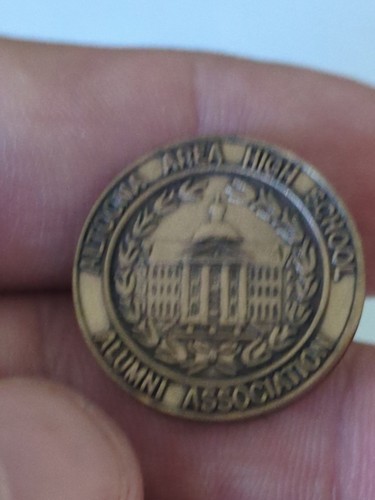 ALTOONA AREA HIGH SCHOOL
ALUMNI ASSOCIATION